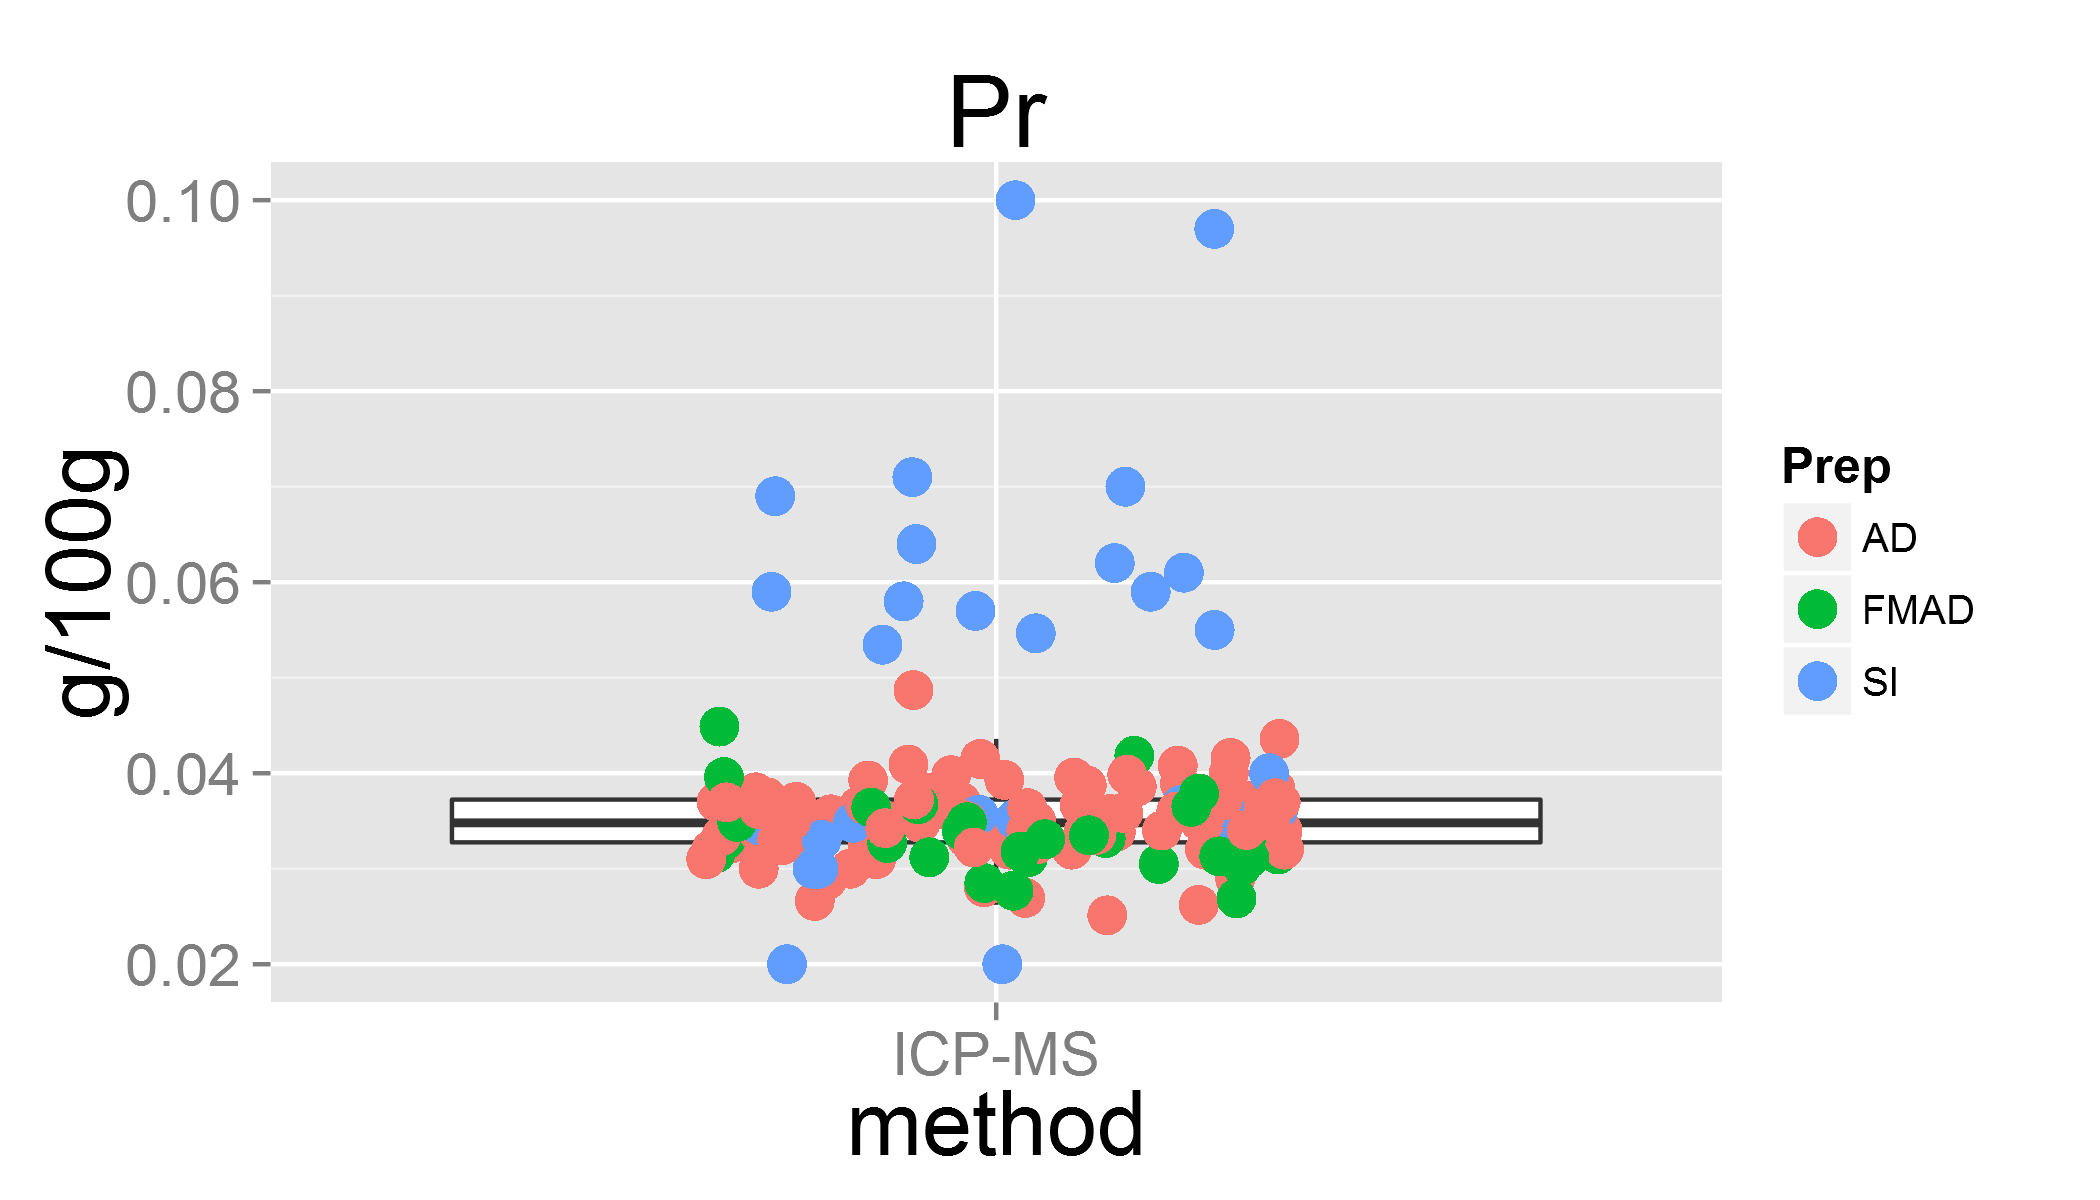 Pr
g/100g
0.10
0.08
0.06
0.04
0.02
ICP-MS
method
Prep
AD
FMAD
SI